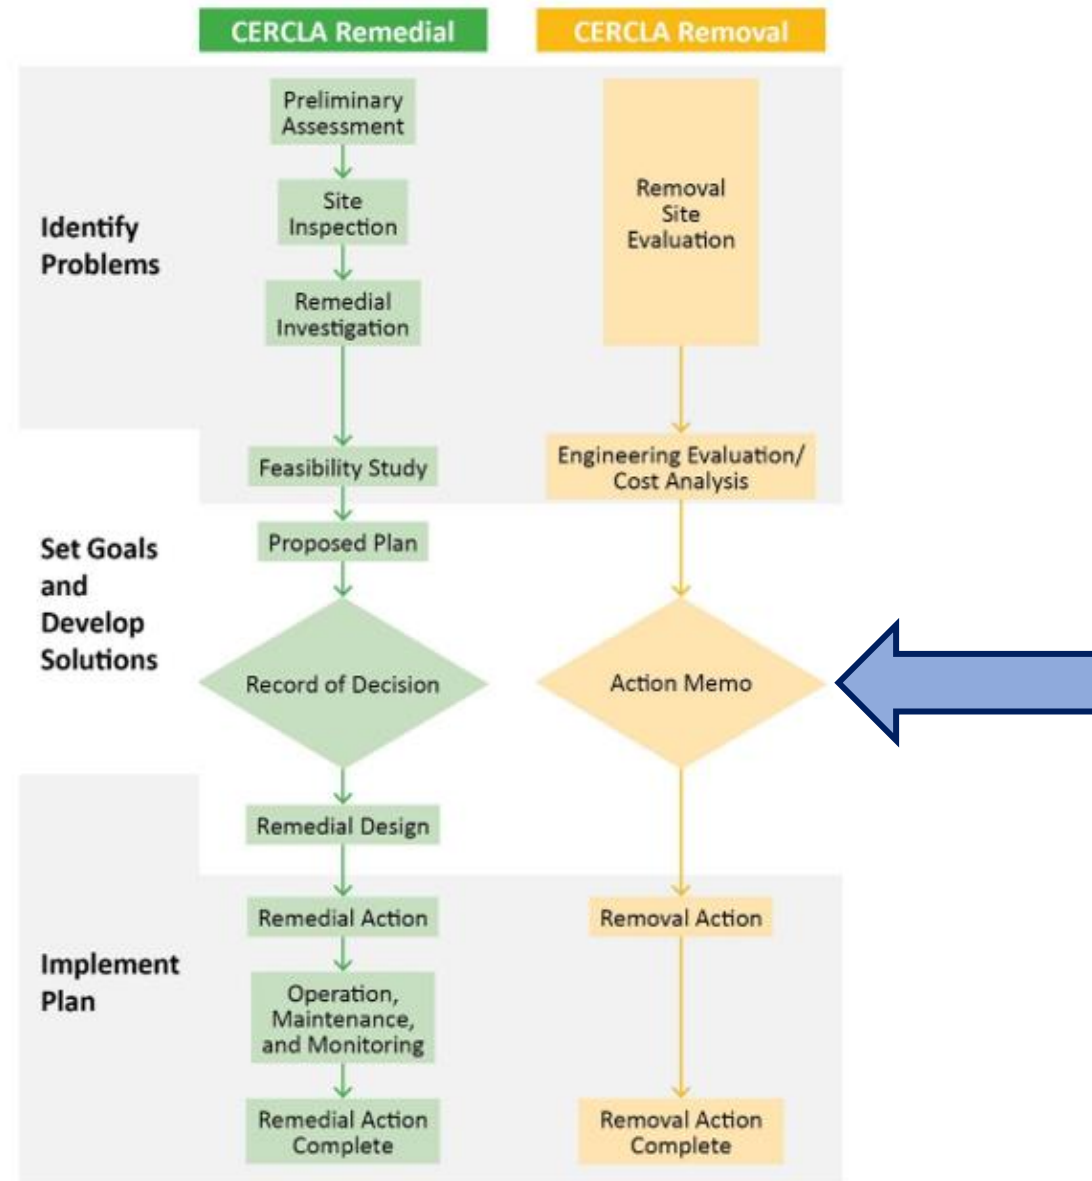 CERCLA Remedial
CERCLA Removal
Identify
Problems
Preliminary
Assessment
Site
Inspection
Remedial
Investigation
Removal
Site
Evaluation
Set Goals
and
Develop
Solutions
Feasibility Study
Engineering Evaluation/
Cost Analysis
Proposed Plan
Record of Decision
Action Memo
Implement
Plan
Remedial Design
Remedial Action
Removal Action
Operation,
Maintenance,
and Monitoring
Remedial Action
Complete
Removal Action
Complete